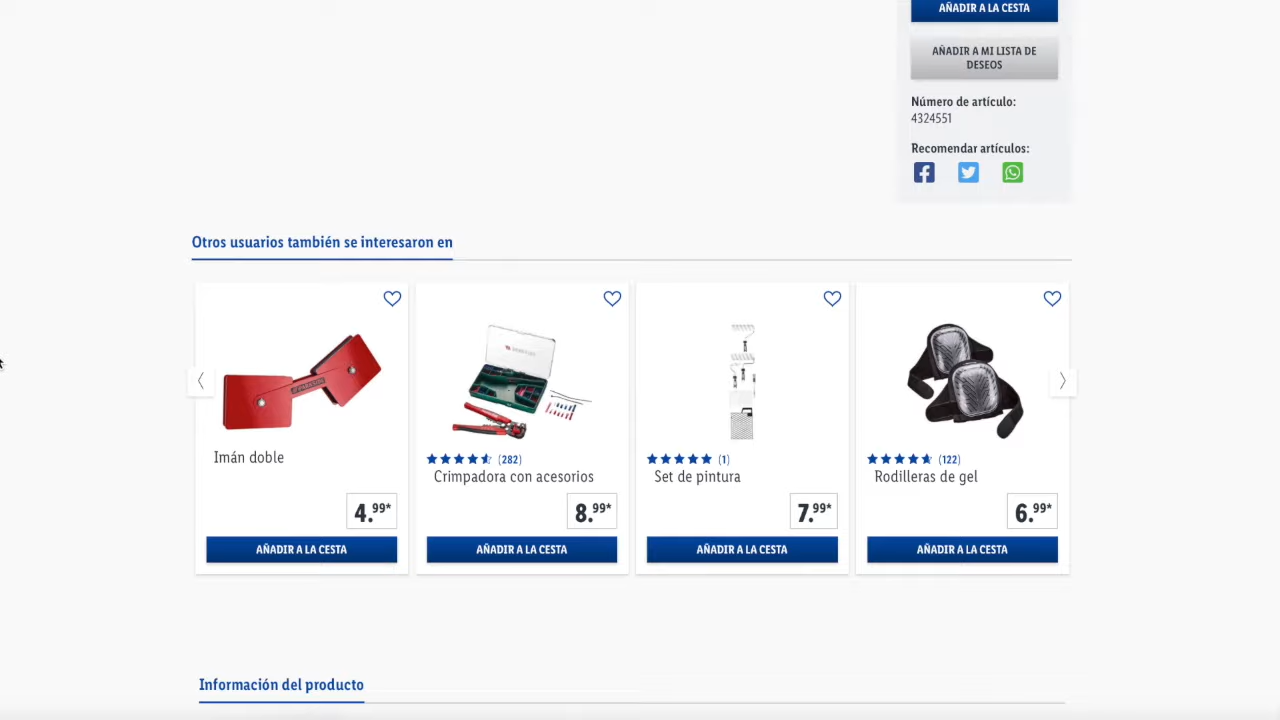 AÑADIR A LA CESTA
AÑADIR A MI LISTA DE
DESEOS
Número de artículo:
4324551
Recomendar artículos:
Otros usuarios también se interesaron en
Imán doble
4.99*
AÑADIR A LA CESTA
(282)
Crimpadora con acesorios
8.99*
AÑADIR A LA CESTA
(1)
Set de pintura
7.99*
AÑADIR A LA CESTA
(122)
Rodilleras de gel
6.99*
AÑADIR A LA CESTA
Información del producto